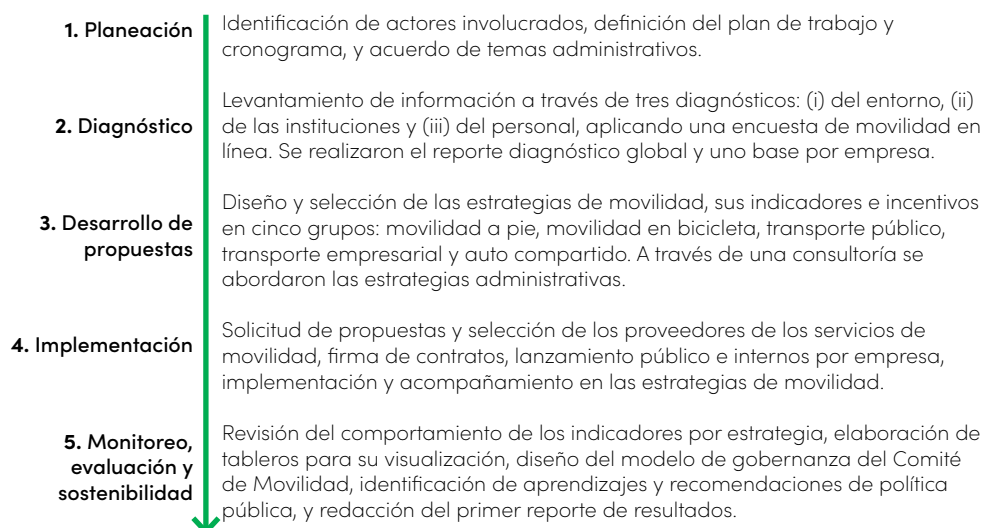 1. Planeación
Identificación de actores involucrados, definición del plan de trabajo y
cronograma, y acuerdo de temas administrativos.
2. Diagnóstico
Levantamiento de información a través de tres diagnósticos: (i) del entorno, (ii)
de las instituciones y (iii) del personal, aplicando una encuesta de movilidad en
línea. Se realizaron el reporte diagnóstico global y uno base por empresa.
3. Desarrollo de
propuestas
Diseño y selección de las estrategias de movilidad, sus indicadores e incentivos
en cinco grupos: movilidad a pie, movilidad en bicicleta, transporte público,
transporte empresarial y auto compartido. A través de una consultoría se
abordaron las estrategias administrativas.
4. Implementación
Solicitud de propuestas y selección de los proveedores de los servicios de
movilidad, firma de contratos, lanzamiento público e internos por empresa,
implementación y acompañamiento en las estrategias de movilidad.
5. Monitoreo,
evaluación y
sostenibilidad
Revisión del comportamiento de los indicadores por estrategia, elaboración de
tableros para su visualización, diseño del modelo de gobernanza del Comité
de Movilidad, identificación de aprendizajes y recomendaciones de política
pública, y redacción del primer reporte de resultados.